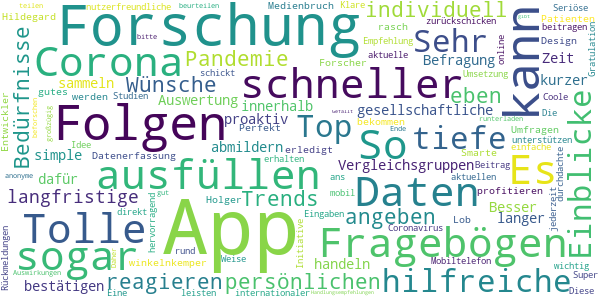 teilen nutzerfreundliche Medienbruch Klare Seriöse
Hildegard beurteilen zurückschicken Patienten
Forschung individuell Empfehlung rasch kann beitragen Gratulation
Bedürfnisse Corona Pandemie Sehr Forscher Design online
bitte Befragung aktuelle Zeit Umsetzung
sammeln Wünsche schickt kurzer
gutes Auswertung schneller eben Coole
Entwickler werden Studien innerhalb gesellschaftliche Die
Folgen proaktiv Top So tiefe Einblicke
großzügig Perfekt bekommen Umfragen
simple Idee abmildern Smarte einfache
Datenerfassung erledigt Ende runterladen unterstützen
dafür erhalten Vergleichsgruppen Beitrag Es
ausfüllen ans aktuellen durchdachte
anonyme gut Trends mobil Daten profitieren
langfristige Holger Eingaben angeben Besser jederzeit
Tolle direkt App Coronavirus Lob langer
Rückmeldungen hervorragend Initiative Fragebögen
sogar rund Weise handeln Mobiltelefon wichtig
Auswirkungen winkelnkemper Super
reagieren persönlichen hilfreiche
bestätigen Eine leisten internationaler Diese